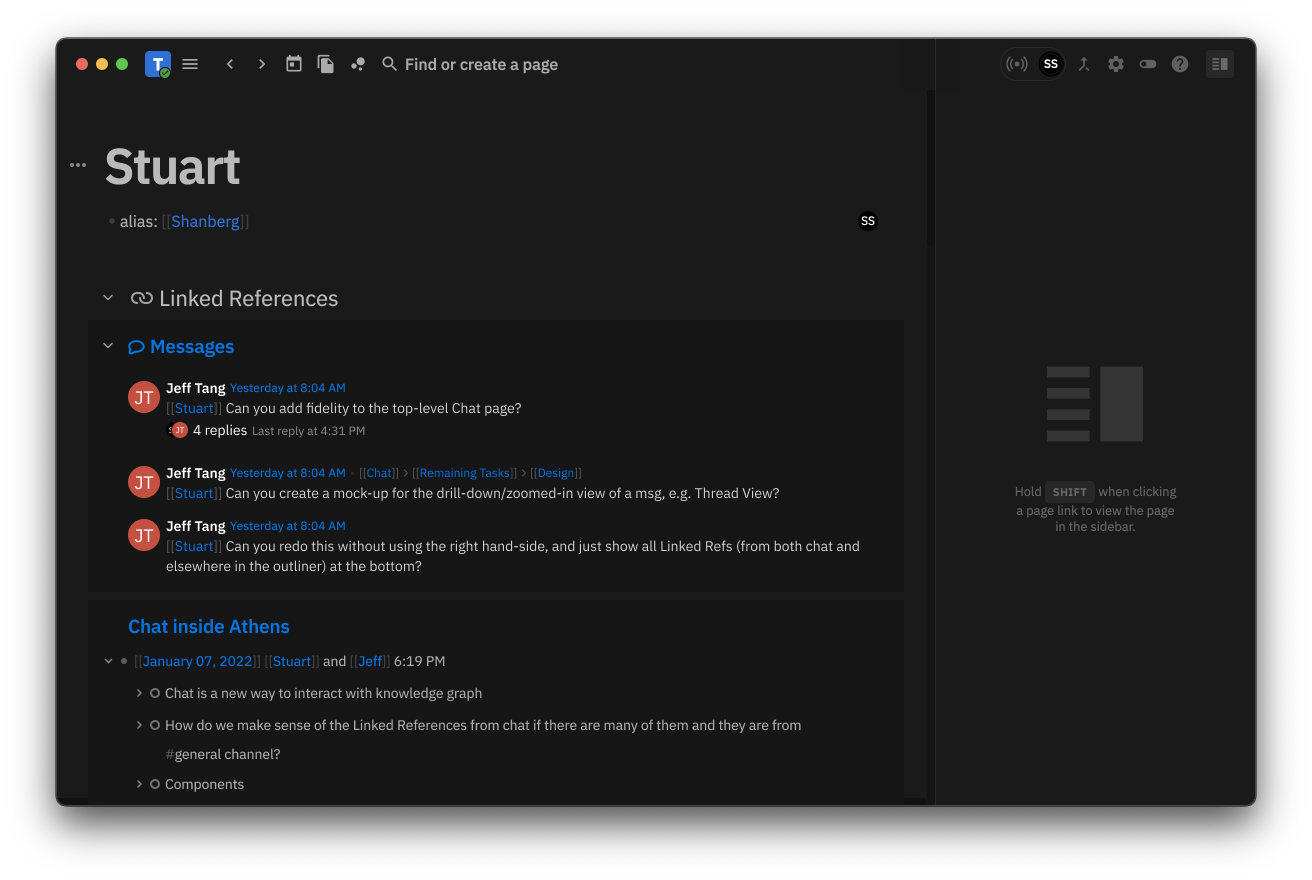 T
Find or create a page
SS
Stuart
alias: [[Shanberg]]
SS
Linked References
Messages
JT
Jeff Tang Yesterday at 8:04 AM
[[Stuart]] Can you add fidelity to the top-level Chat page?
JT 4 replies Last reply at 4:31 PM
JT
Jeff Tang Yesterday at 8:04 AM • [[Chat]] > [[Remaining Tasks]] > [[Design]]
[[Stuart]] Can you create a mock-up for the drill-down/zoomed-in view of a msg, e.g. Thread View?
JT
Jeff Tang Yesterday at 8:04 AM
[[Stuart]] Can you redo this without using the right hand-side, and just show all Linked Refs (from both chat and
elsewhere in the outliner) at the bottom?
Chat inside Athens
[[January 07, 2022]] [[Stuart]] and [[Jeff]] 6:19 PM
Chat is a new way to interact with knowledge graph
How do we make sense of the Linked References from chat if there are many of them and they are from
#general channel?
Components
Hold SHIFT when clicking
a page link to view the page
in the sidebar.